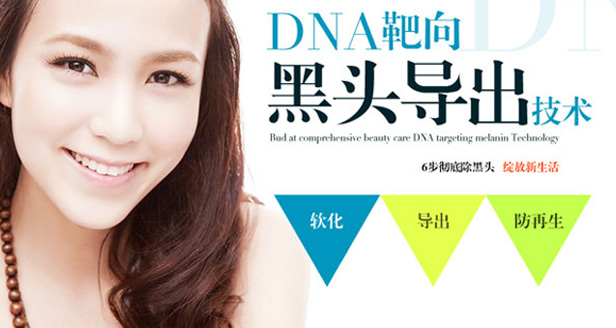 DNA靶向
黑头导出技术
Bud at comprehensive beauty care DNA targeting melanin Technology
6步彻底除黑头 绽放新生活
软化 导出 防再生